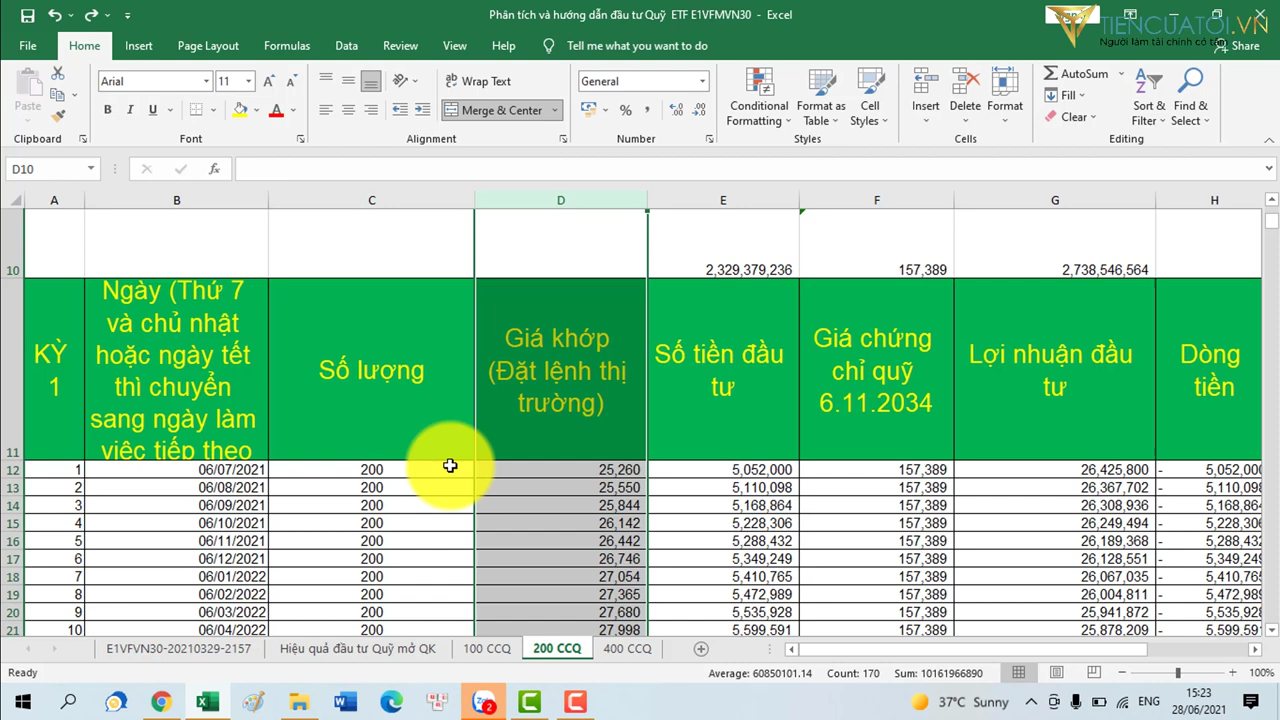 Phân tích và hướng dẫn đầu tư Quỹ ETF E1VFMVN30 - Excel
TIENCUATOI.VN
Người làm tài chính có tâm
File Home Insert Page Layout Formulas Data Review View Help Tell me what you want to do Share
Paste Arial 11 Wrap Text General Conditional Formatting Format as Table Cell Styles Insert Delete Format AutoSum Sort & Filter Find & Select
B I U A Merge & Center % Fill
Clear
Clipboard Font Alignment Number Styles Cells Editing
D10 fx
A B C D E F G H
10 2,329,379,236 157,389 2,738,546,564
11
KỲ 1
Ngày (Thứ 7
và chủ nhật
hoặc ngày tết
thì chuyển
sang ngày làm
việc tiếp theo
Số lượng
Giá khớp
(Đặt lệnh thị
trường)
Số tiền đầu
tư
Giá chứng
chỉ quỹ
6.11.2034
Lợi nhuận đầu
tư
Dòng
tiền
12 1 06/07/2021 200 25,260 5,052,000 157,389 26,425,800 - 5,052,000
13 2 06/08/2021 200 25,550 5,110,098 157,389 26,367,702 - 5,110,098
14 3 06/09/2021 200 25,844 5,168,864 157,389 26,308,936 - 5,168,864
15 4 06/10/2021 200 26,142 5,228,306 157,389 26,249,494 - 5,228,306
16 5 06/11/2021 200 26,442 5,288,432 157,389 26,189,368 - 5,288,432
17 6 06/12/2021 200 26,746 5,349,249 157,389 26,128,551 - 5,349,249
18 7 06/01/2022 200 27,054 5,410,765 157,389 26,067,035 - 5,410,765
19 8 06/02/2022 200 27,365 5,472,989 157,389 26,004,811 - 5,472,989
20 9 06/03/2022 200 27,680 5,535,928 157,389 25,941,872 - 5,535,928
21 10 06/04/2022 200 27,998 5,599,591 157,389 25,878,209 - 5,599,591
E1VFVN30-20210329-2157 Hiệu quả đầu tư Quỹ mở QK 100 CCQ 200 CCQ 400 CCQ
Ready Average: 60850101.14 Count: 170 Sum: 10161966890 100%
2 37°C Sunny ENG 15:23
28/06/2021